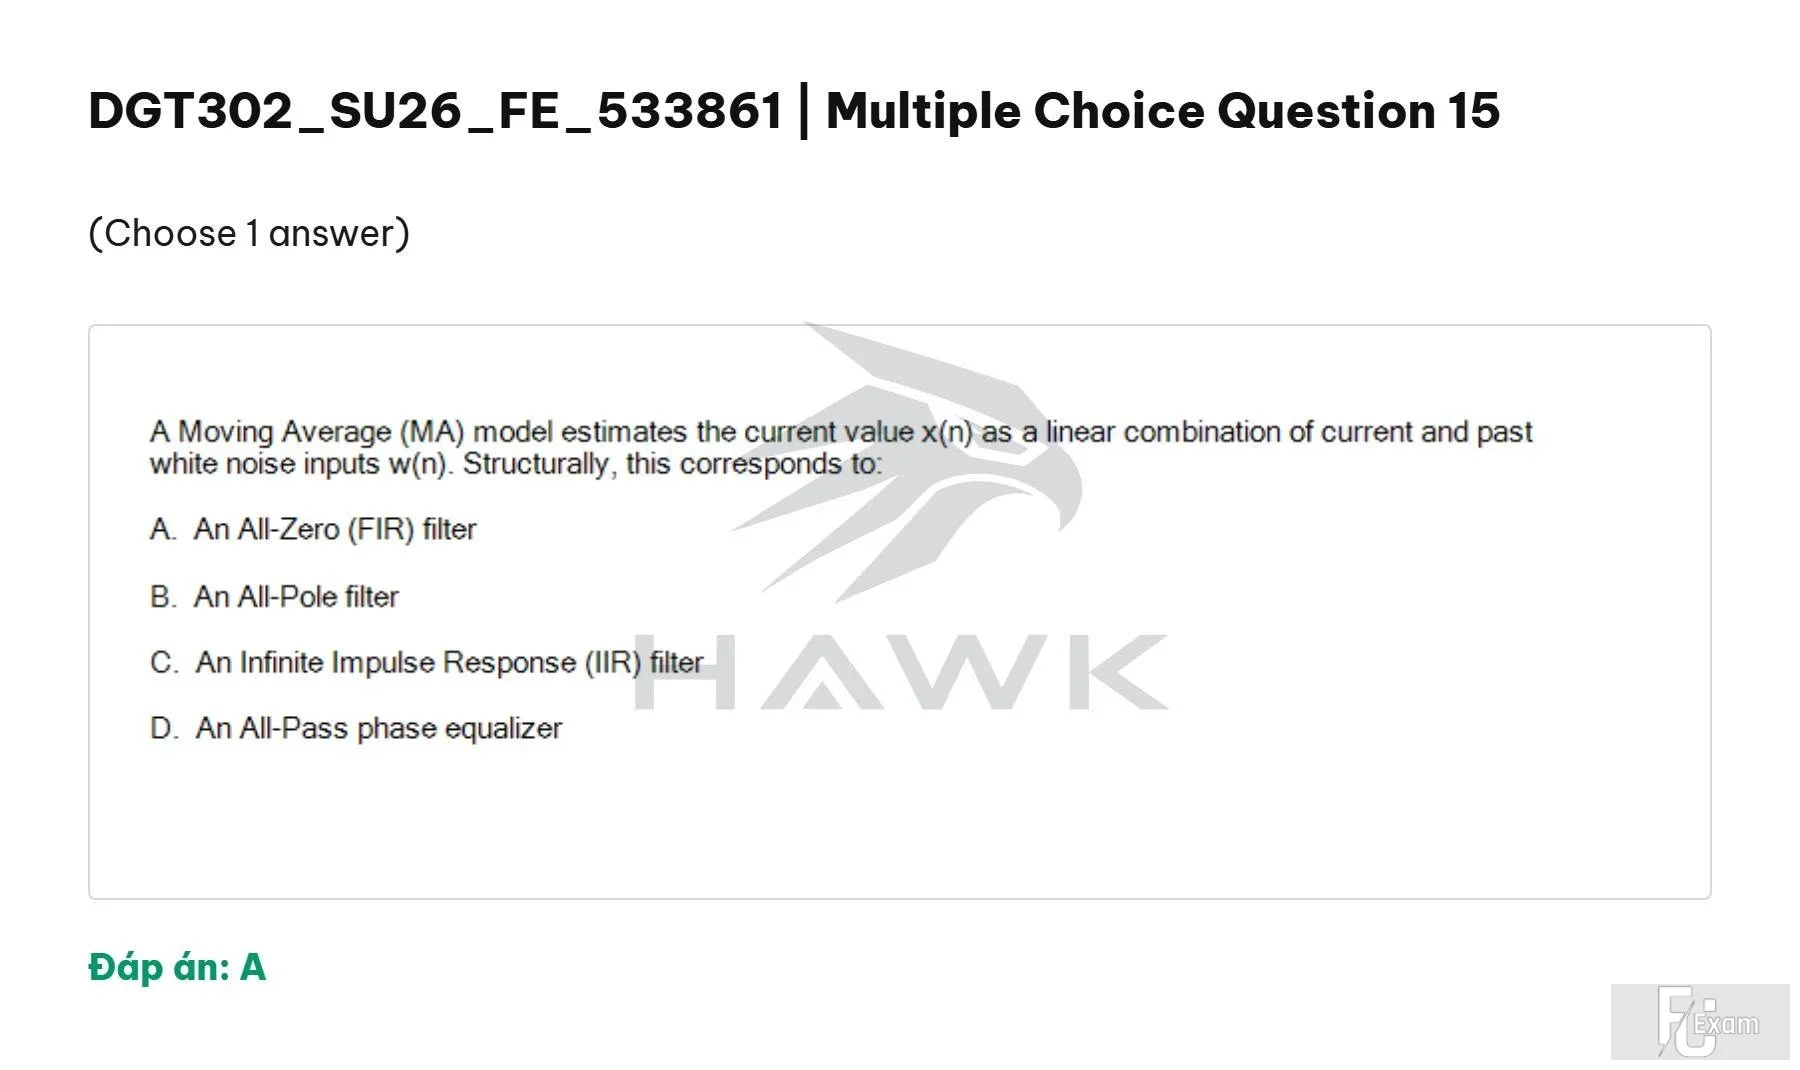 DGT302_SU26_FE_533861 | Multiple Choice Question 15
(Choose 1 answer)
A Moving Average (MA) model estimates the current value x(n) as a linear combination of current and past
white noise inputs w(n). Structurally, this corresponds to:
A. An All-Zero (FIR) filter
B. An All-Pole filter
C. An Infinite Impulse Response (IIR) filter
D. An All-Pass phase equalizer
HAWK
Đáp án: A
FU Exam